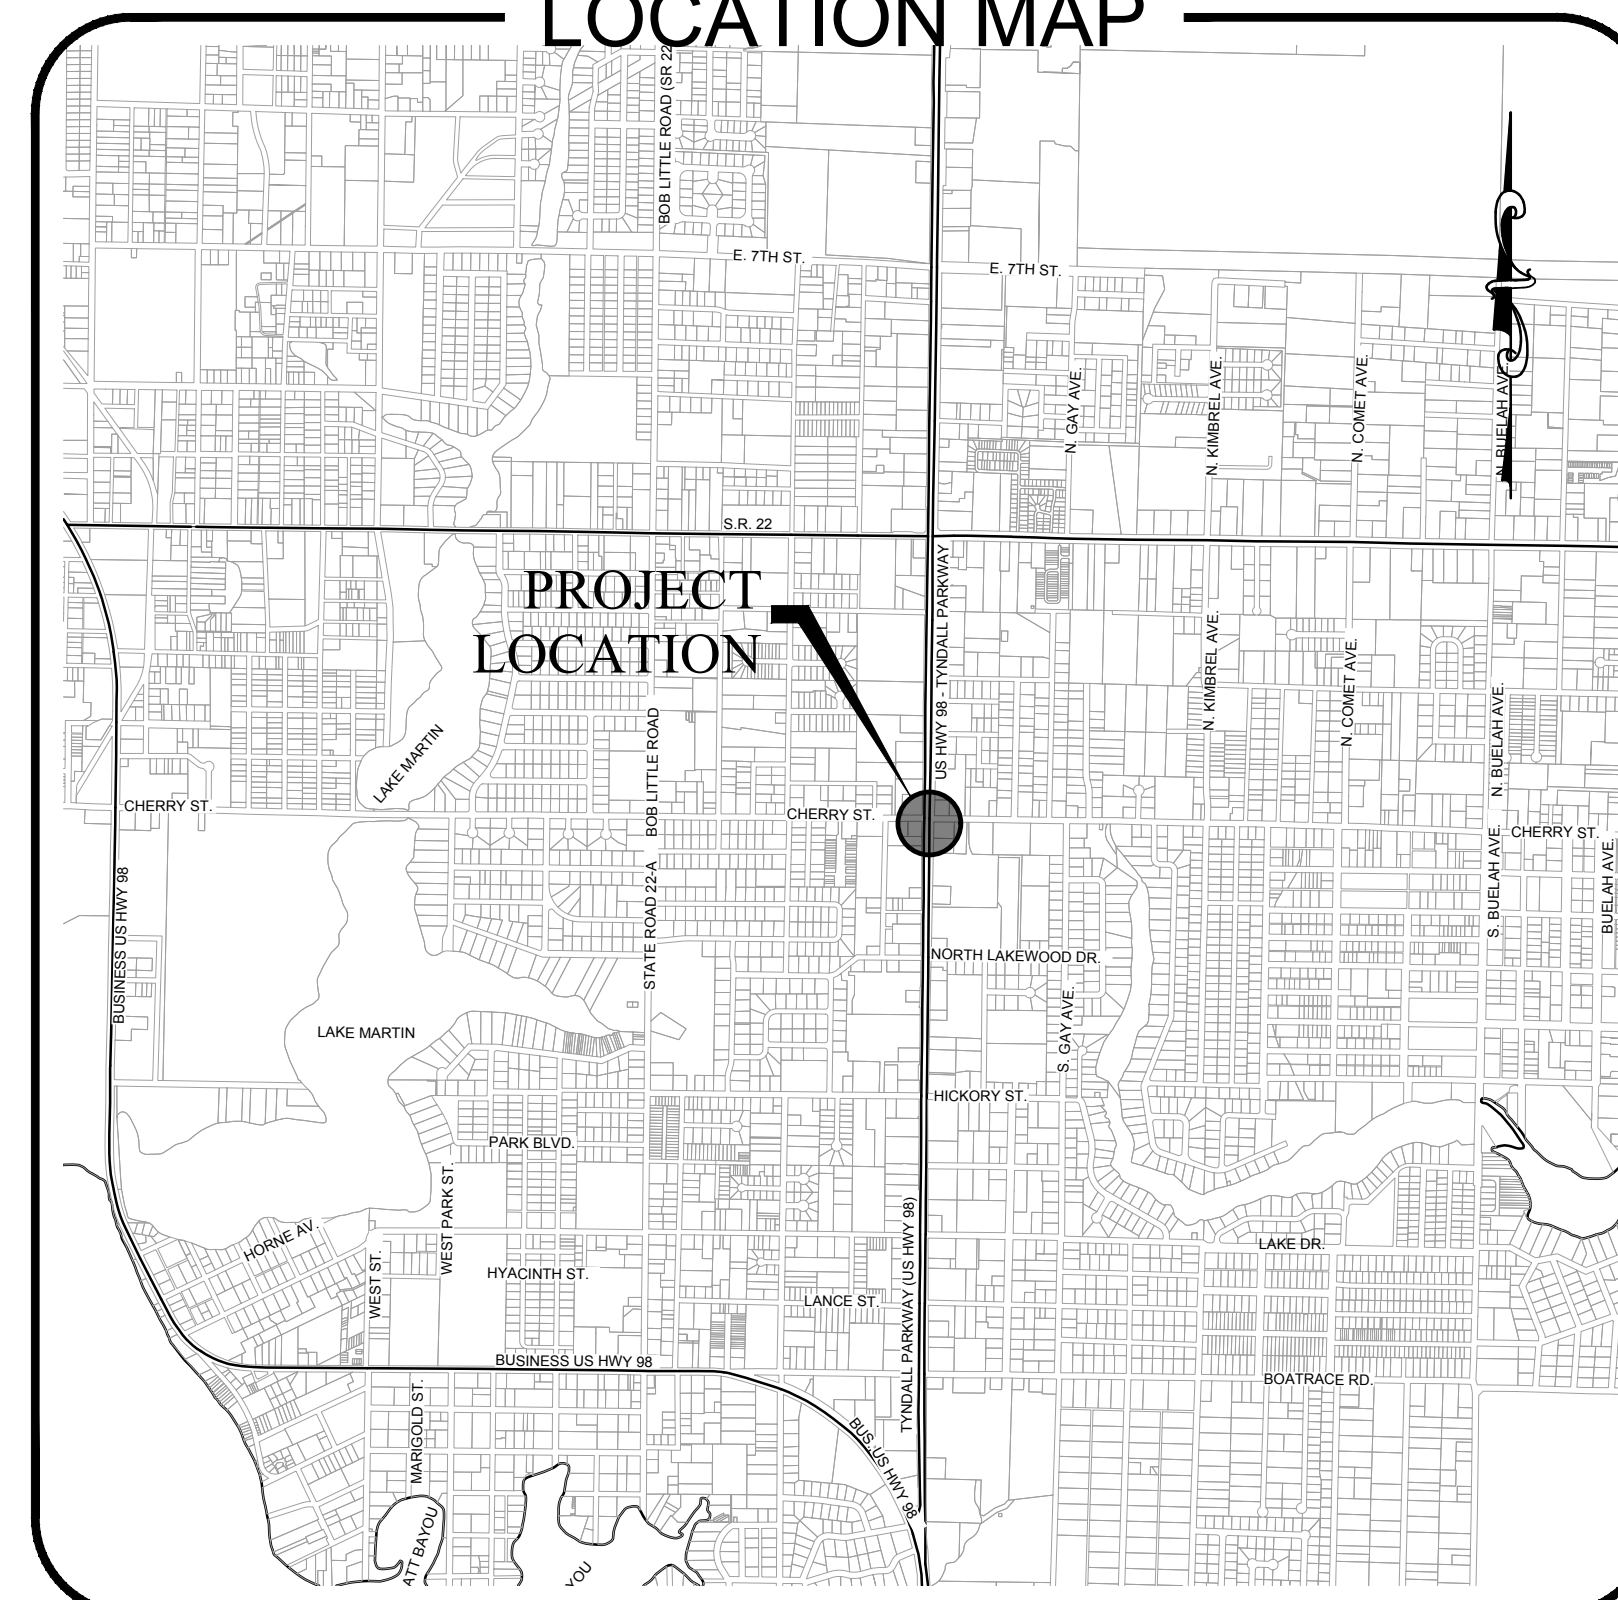 LOCATION MAP
BOB LITTLE ROAD (SR 22
E. 7TH ST.
E. 7TH ST.
N. GAY AVE.
N. KIMBREL AVE.
N. COMET AVE.
N. BUELAH AVE.
S.R. 22
PROJECT
LOCATION
US HWY 98 - TYNDALL PARKWAY
N. KIMBREL AVE.
N. COMET AVE.
N. BUELAH AVE.
LAKE MARTIN
BOB LITTLE ROAD
CHERRY ST.
CHERRY ST.
CHERRY ST.
S. BUELAH AVE.
BUELAH AVE.
BUSINESS US HWY 98
STATE ROAD 22-A
NORTH LAKEWOOD DR.
S. GAY AVE.
LAKE MARTIN
HICKORY ST.
PARK BLVD.
WEST PARK ST.
HORNE AV.
WEST ST.
HYACINTH ST.
LANCE ST.
TYNDALL PARKWAY (US HWY 98)
LAKE DR.
BUSINESS US HWY 98
BOATRACE RD.
MARIGOLD ST.
BUS. US HWY 98
ATT BAYOU
YOU